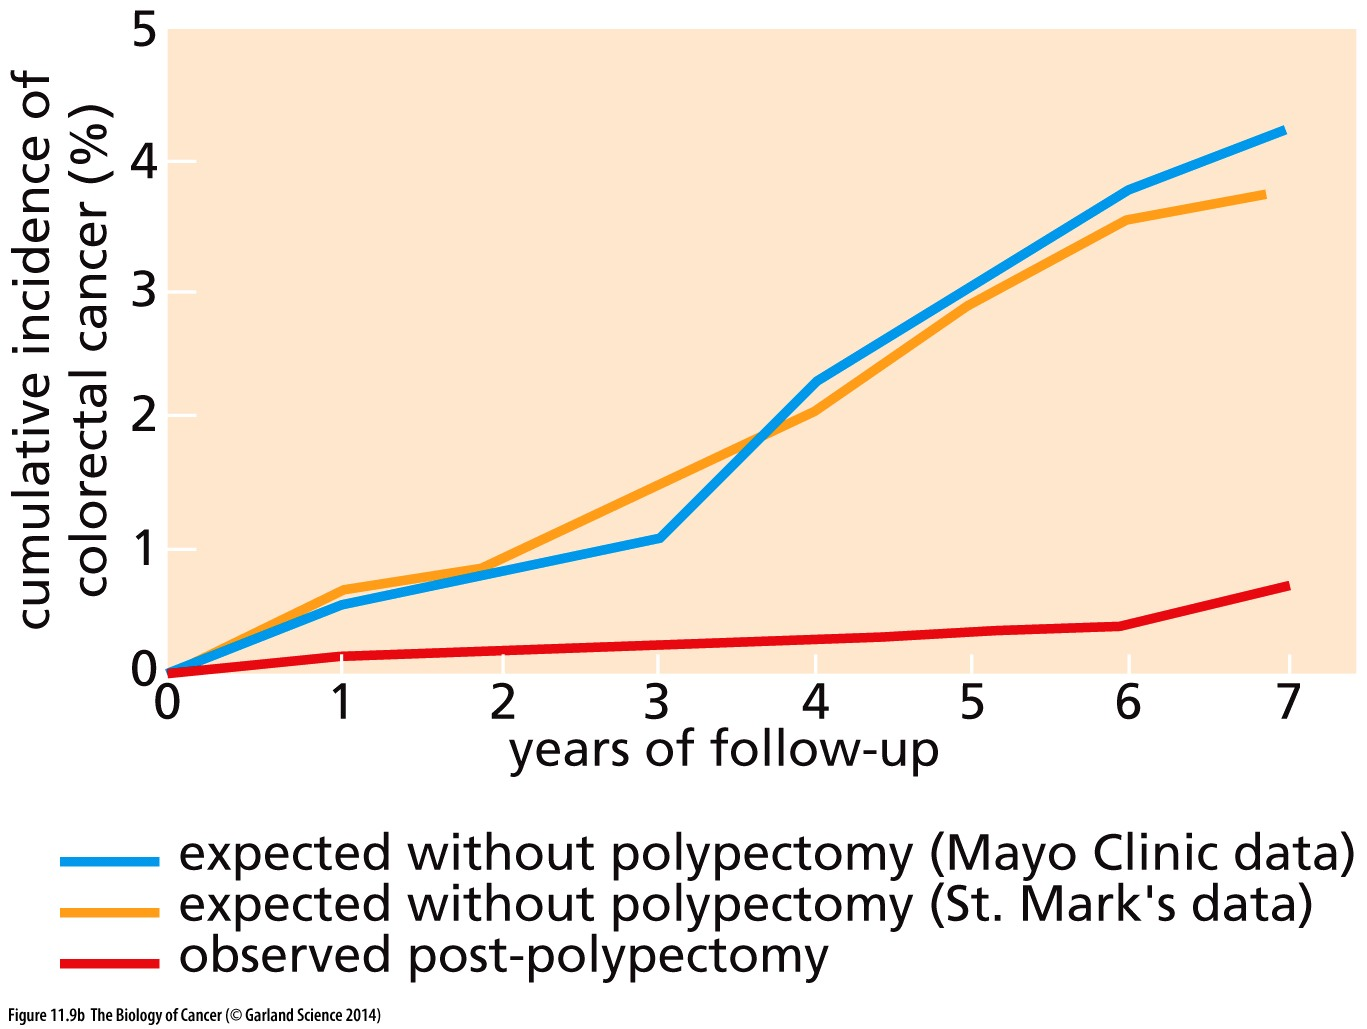 cumulative incidence of
colorectal cancer (%)
5
4
3
2
1
0
0 1 2 3 4 5 6 7
years of follow-up
expected without polypectomy (Mayo Clinic data)
expected without polypectomy (St. Mark's data)
observed post-polypectomy
Figure 11.9b The Biology of Cancer (© Garland Science 2014)